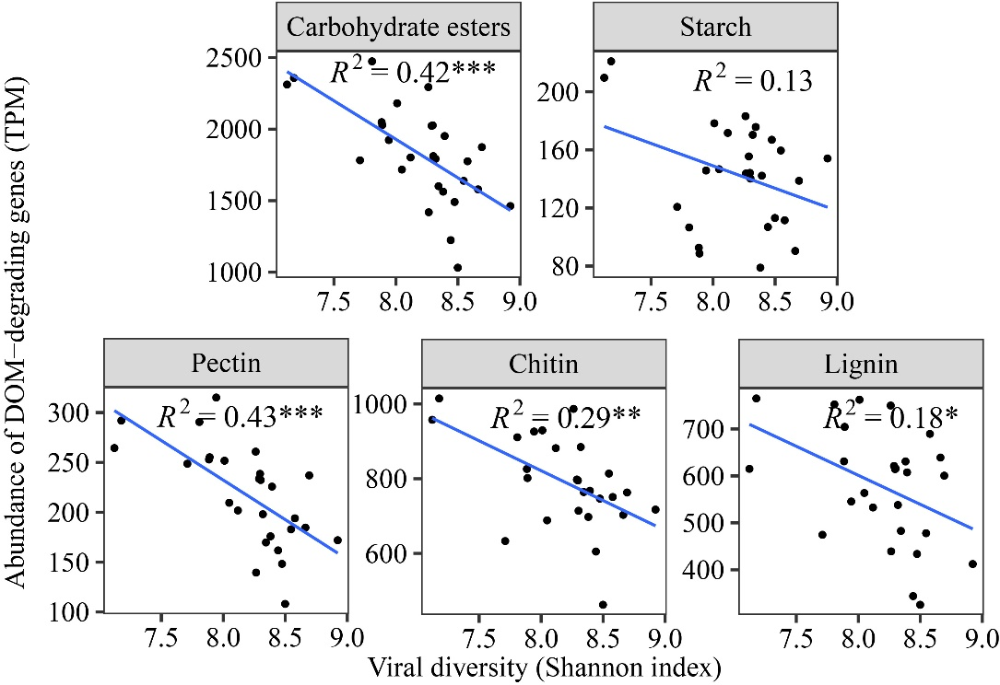 Carbohydrate esters
Starch
2500
2000
1500
1000
R² = 0.42***
200
160
120
80
R² = 0.13
7.5 8.0 8.5 9.0
7.5 8.0 8.5 9.0
Abundance of DOM−degrading genes (TPM)
Pectin
Chitin
Lignin
300
250
200
150
100
R² = 0.43***
1000
800
600
R² = 0.29**
700
600
500
400
R² = 0.18*
7.5 8.0 8.5 9.0
7.5 8.0 8.5 9.0
7.5 8.0 8.5 9.0
Viral diversity (Shannon index)